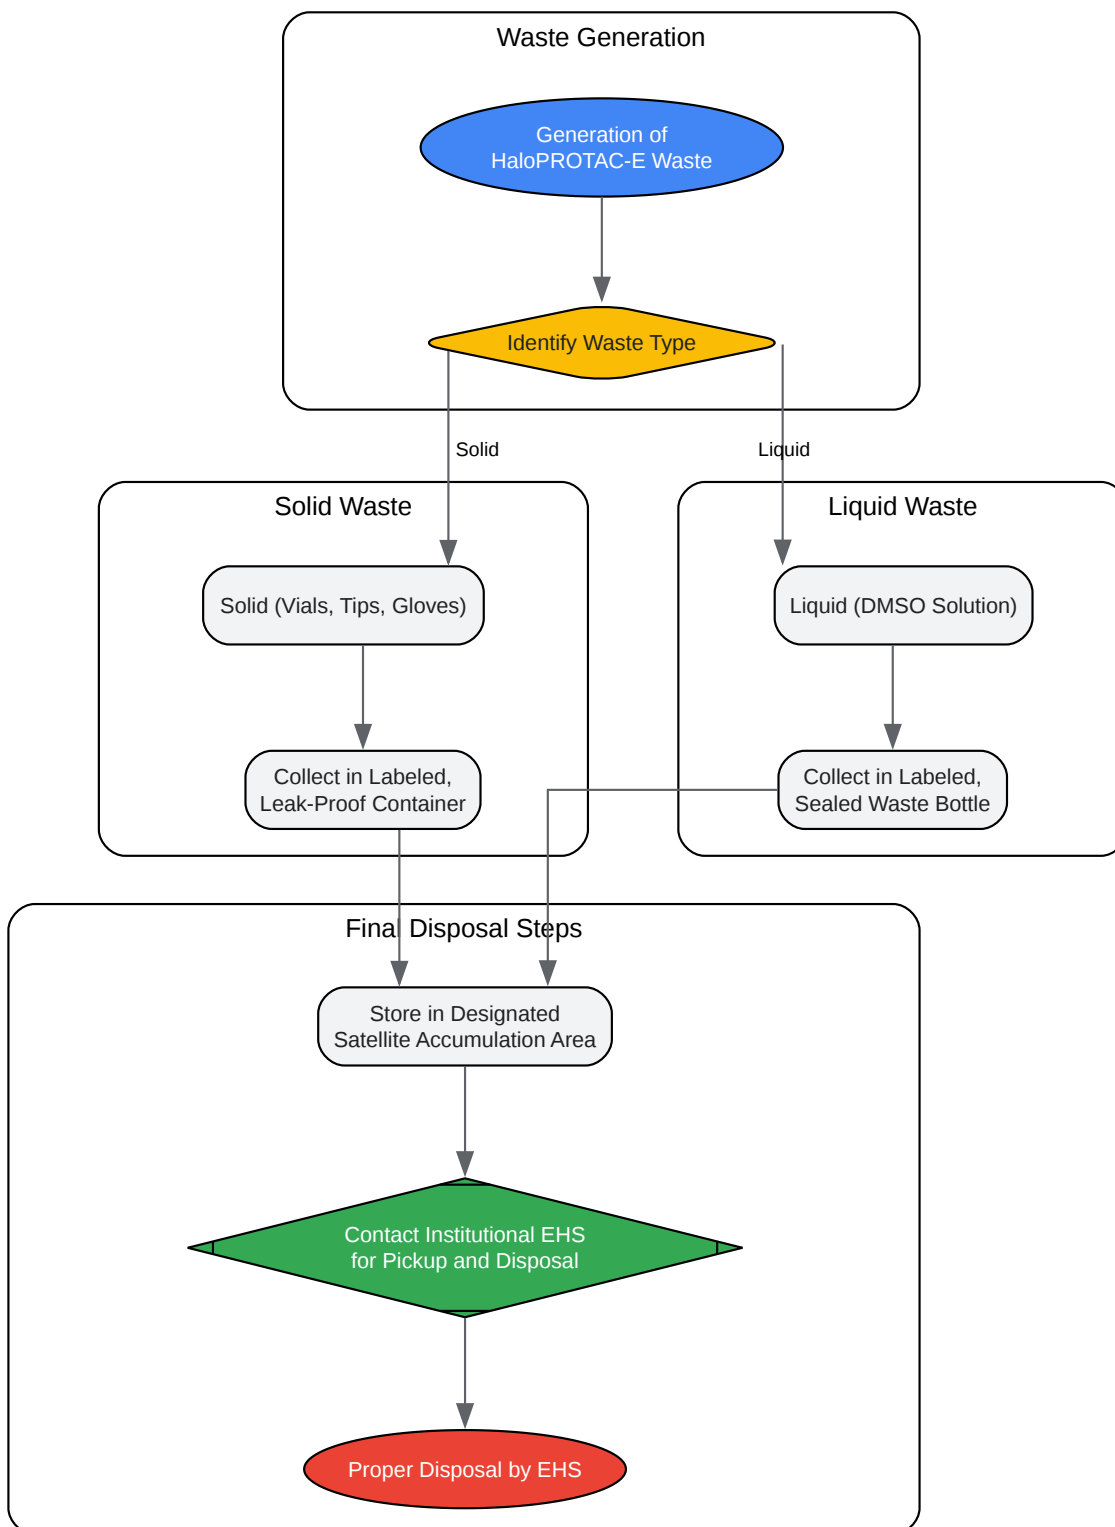 Waste Generation
Generation of
HaloPROTAC-E Waste
Identify Waste Type
Solid
Liquid
Solid Waste
Liquid Waste
Solid (Vials, Tips, Gloves)
Liquid (DMSO Solution)
Collect in Labeled,
Leak-Proof Container
Collect in Labeled,
Sealed Waste Bottle
Final Disposal Steps
Store in Designated
Satellite Accumulation Area
Contact Institutional EHS
for Pickup and Disposal
Proper Disposal by EHS